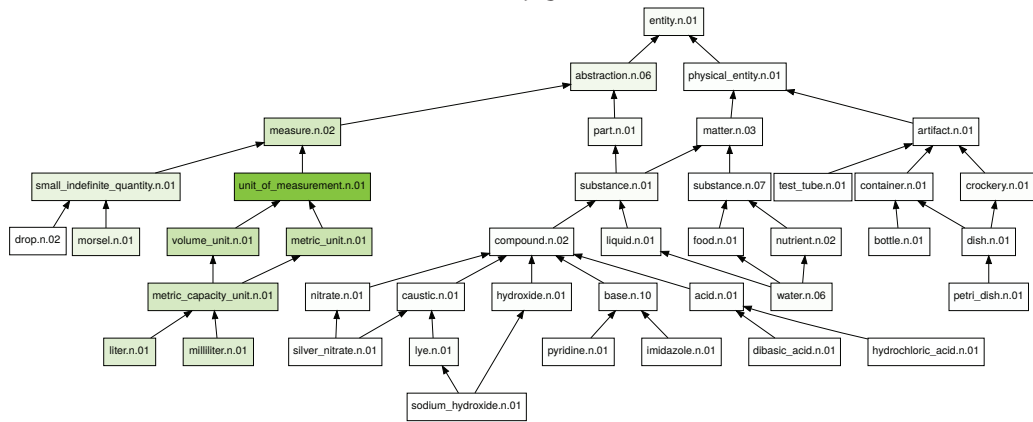 entity.n.01
abstraction.n.06 physical_entity.n.01
measure.n.02 part.n.01 matter.n.03 artifact.n.01
small_indefinite_quantity.n.01 unit_of_measurement.n.01 substance.n.01 substance.n.07 test_tube.n.01 container.n.01 crockery.n.01
drop.n.02 morsel.n.01 volume_unit.n.01 metric_unit.n.01 compound.n.02 liquid.n.01 food.n.01 nutrient.n.02 bottle.n.01 dish.n.01
metric_capacity_unit.n.01 nitrate.n.01 caustic.n.01 hydroxide.n.01 base.n.10 acid.n.01 water.n.06 petri_dish.n.01
liter.n.01 milliliter.n.01 silver_nitrate.n.01 lye.n.01 pyridine.n.01 imidazole.n.01 dibasic_acid.n.01 hydrochloric_acid.n.01
sodium_hydroxide.n.01